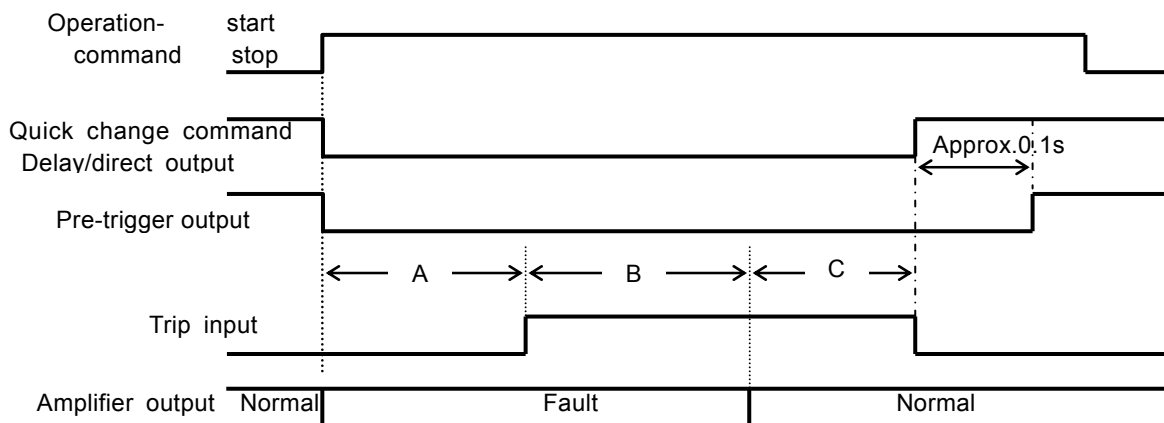 Operation- start
command stop
Quick change command
Delay/direct output
Approx.0.1s
Pre-trigger output
A B C
Trip input
Amplifier output Normal Fault Normal